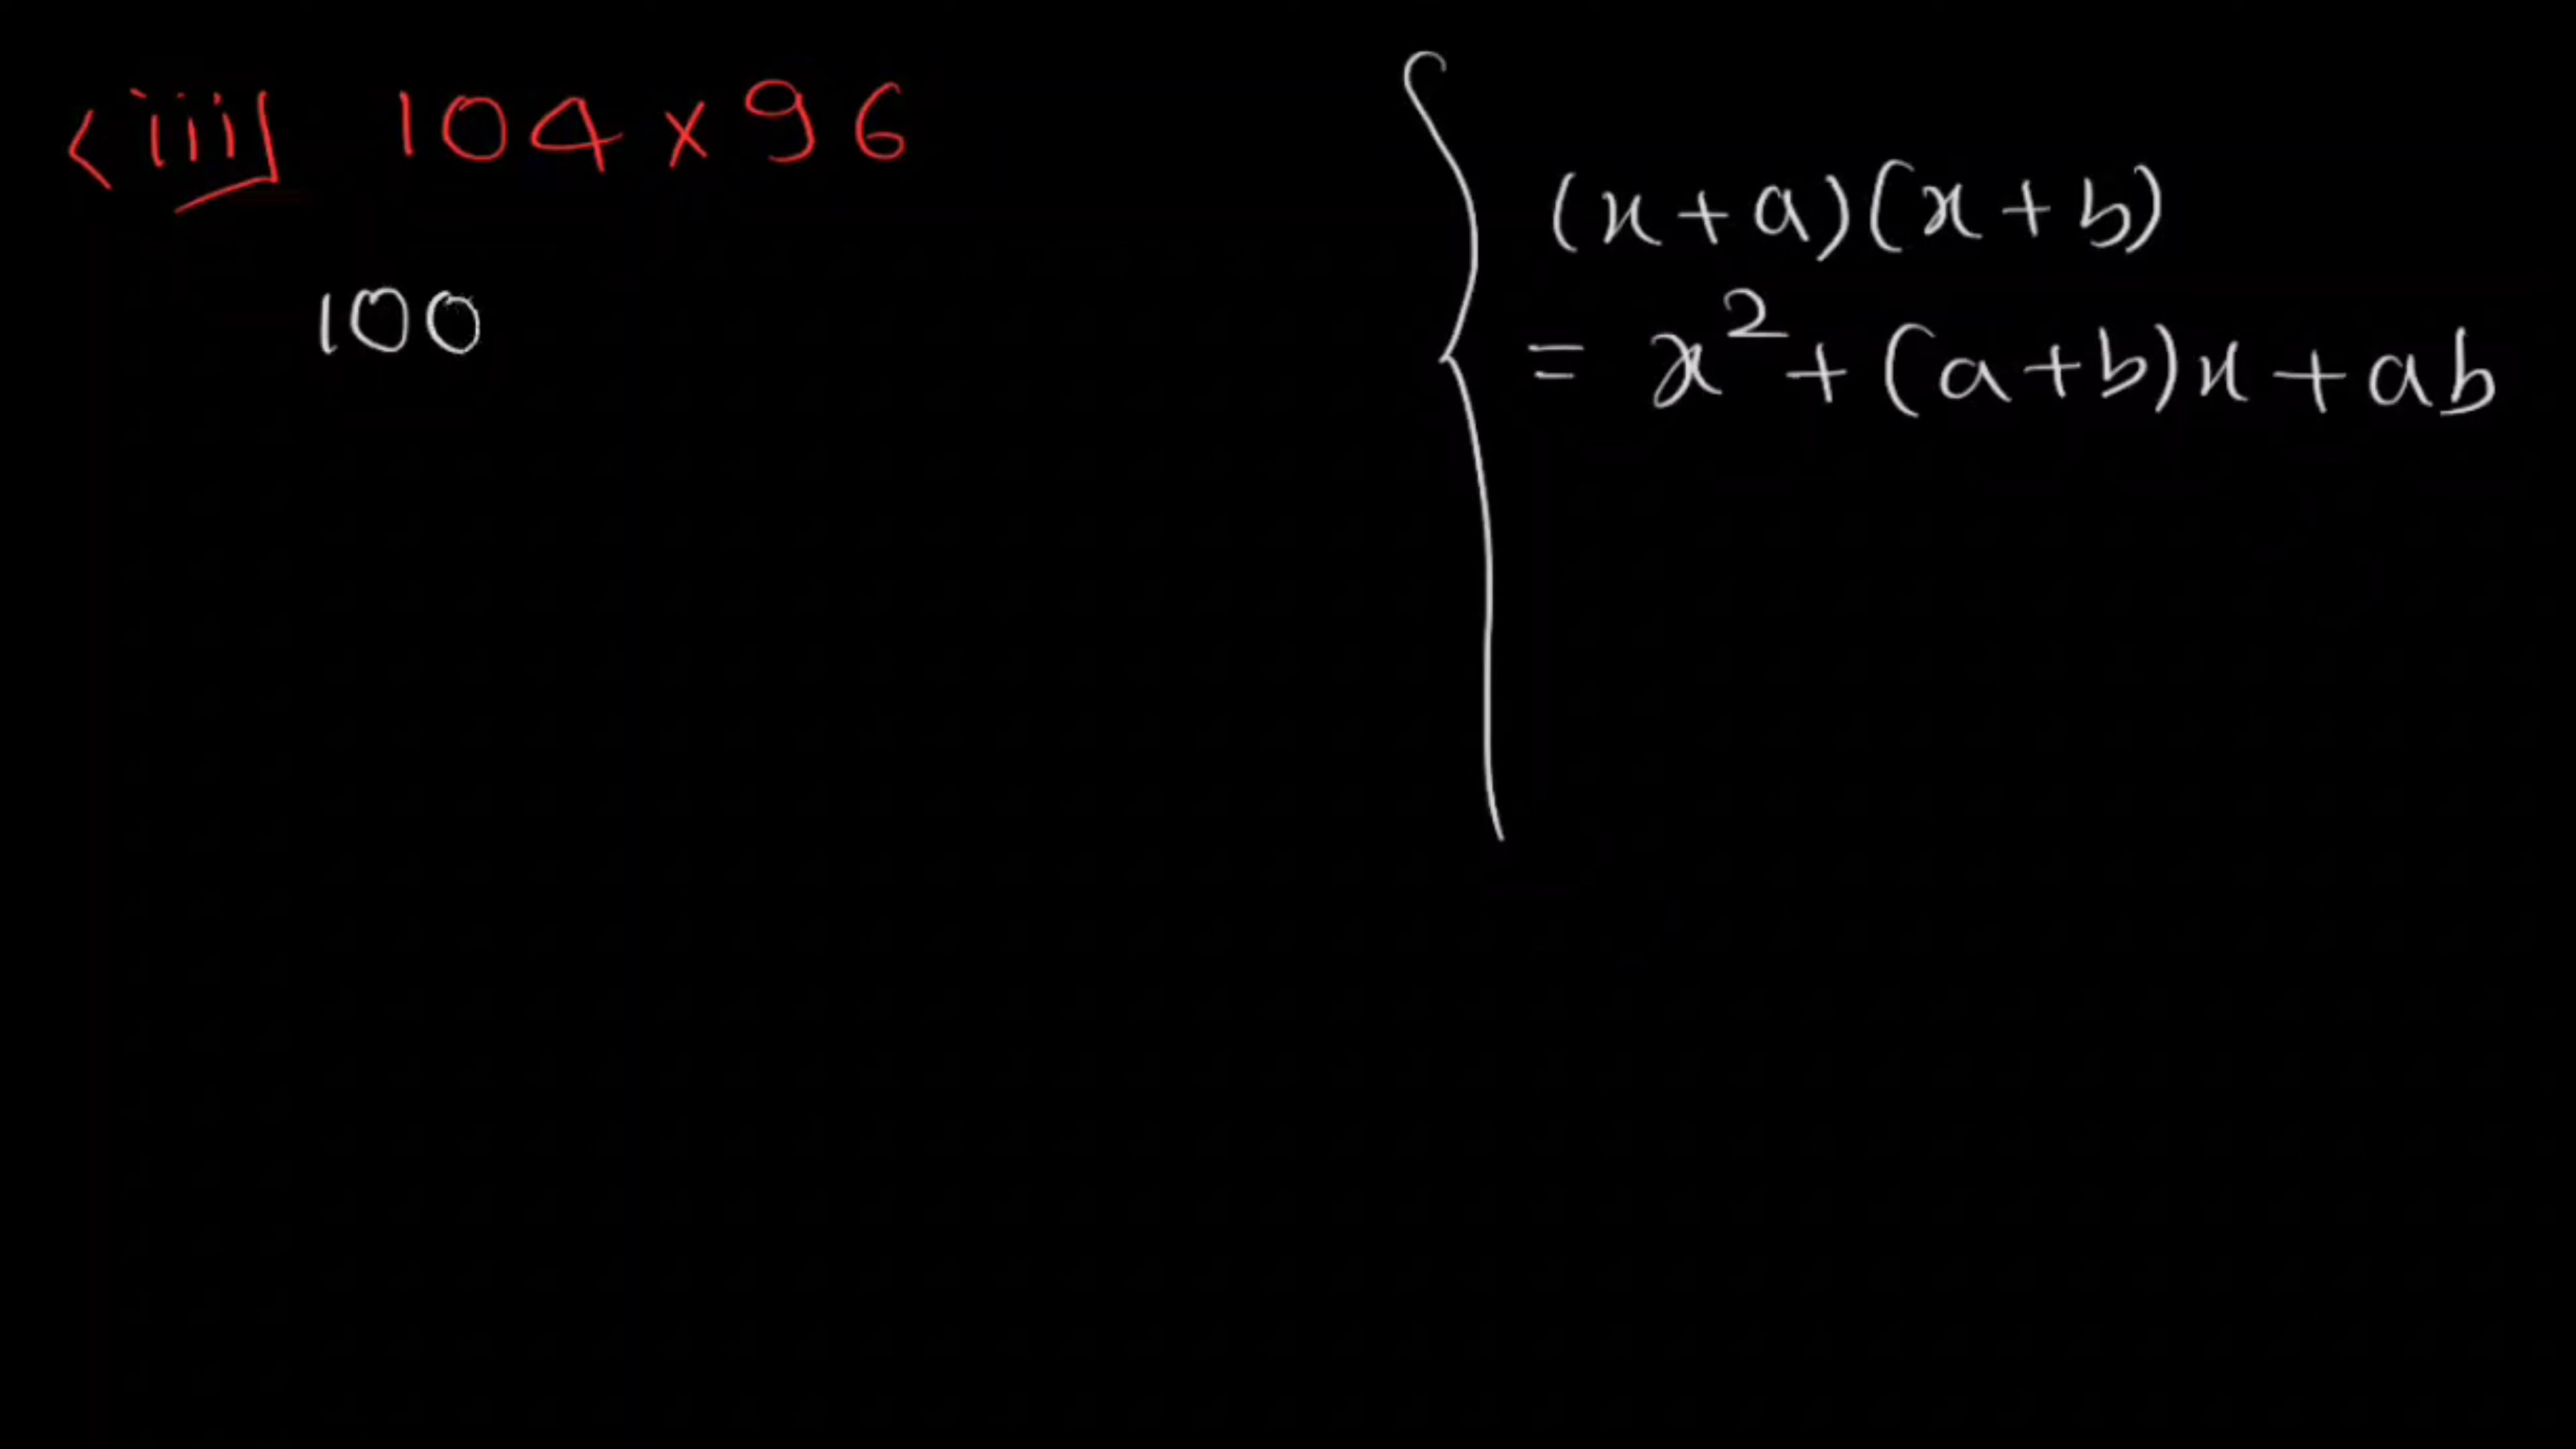 <iii] 104×96
100
(x+a)(x+b)
= x²+(a+b)x+ab